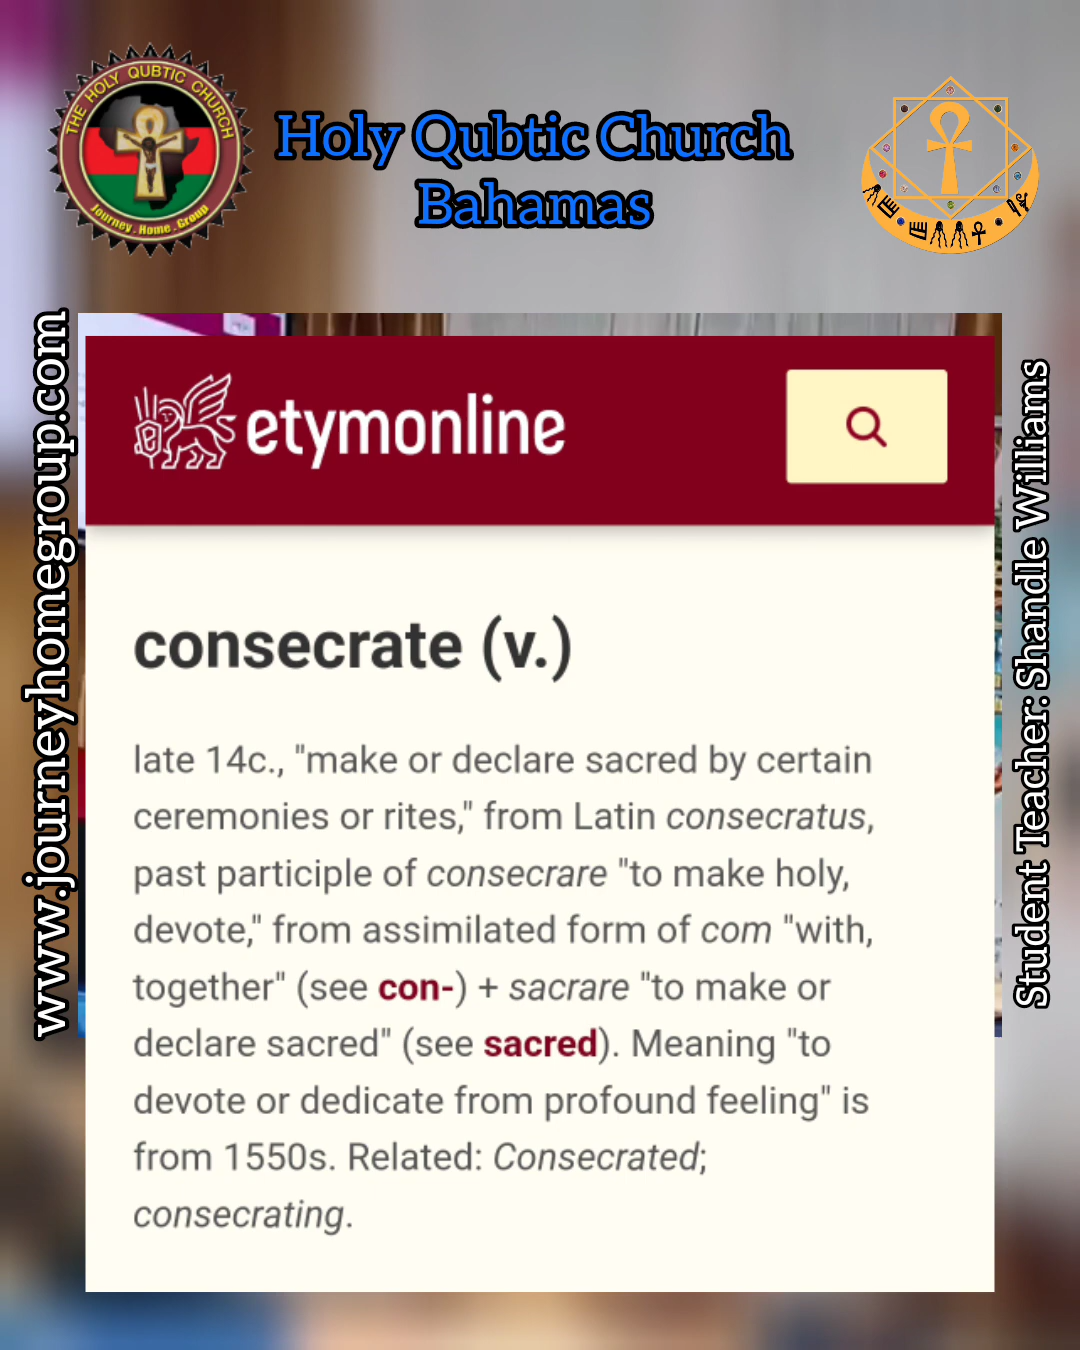 THE HOLY QUBTIC CHURCH
Journey . Home . Group
Holy Qubtic Church
Bahamas
www.journeyhomegroup.com
etymonline
consecrate (v.)
late 14c., "make or declare sacred by certain
ceremonies or rites," from Latin consecratus,
past participle of consecrare "to make holy,
devote," from assimilated form of com "with,
together" (see con-) + sacrare "to make or
declare sacred" (see sacred). Meaning "to
devote or dedicate from profound feeling" is
from 1550s. Related: Consecrated;
consecrating.
Student Teacher: Shandle Williams